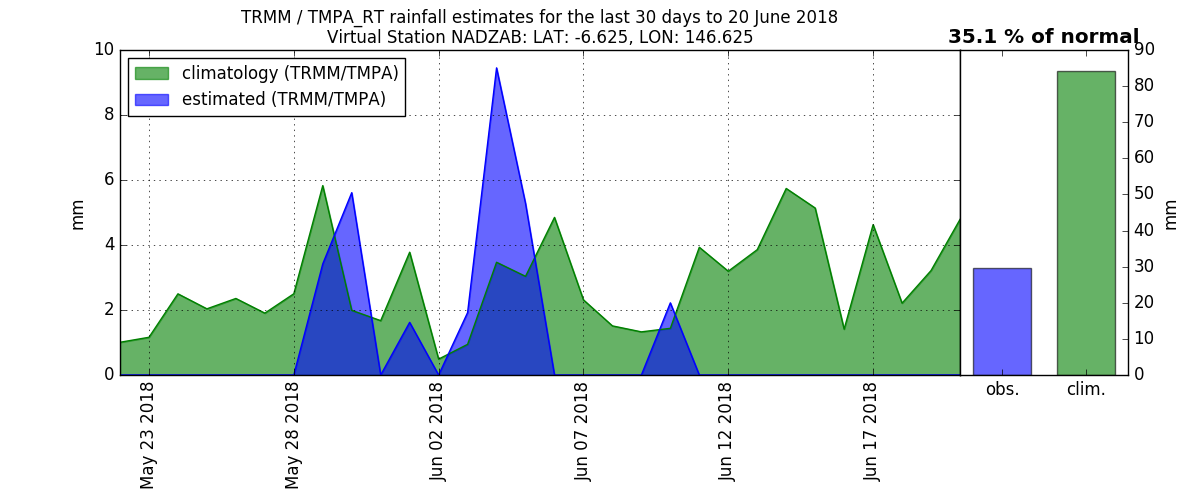 TRMM / TMPA_RT rainfall estimates for the last 30 days to 20 June 2018
Virtual Station NADZAB: LAT: -6.625, LON: 146.625
35.1 % of normal
climatology (TRMM/TMPA)
estimated (TRMM/TMPA)
10
8
6
4
2
0
mm
May 23 2018
May 28 2018
Jun 02 2018
Jun 07 2018
Jun 12 2018
Jun 17 2018
obs.
clim.
90
80
70
60
50
40
30
20
10
0
mm